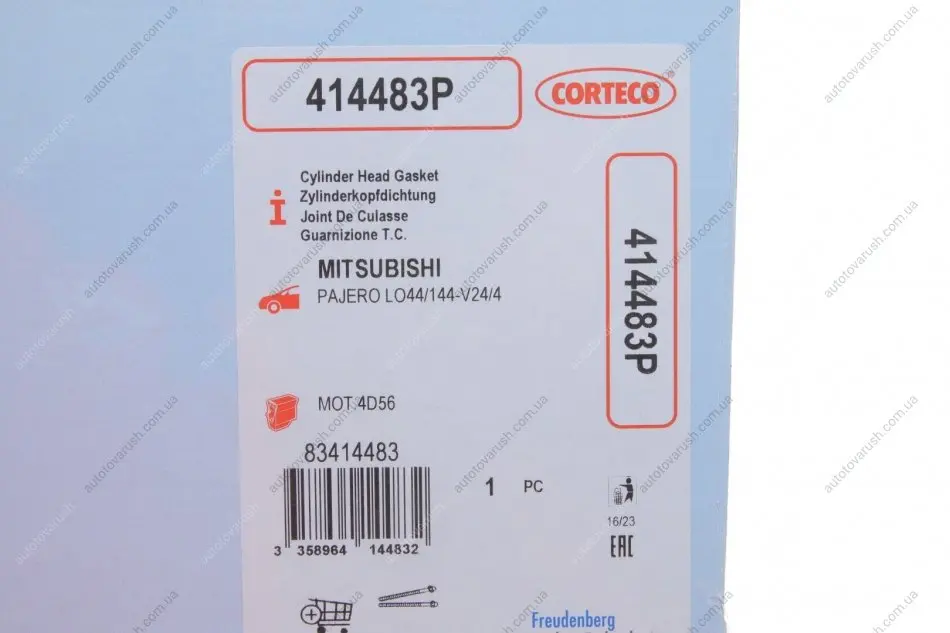 414483P
CORTECO®
Cylinder Head Gasket
Zylinderkopfdichtung
Joint De Culasse
Guarnizione T.C.
MITSUBISHI
PAJERO LO44/144-V24/4
414483P
MOT.4D56
83414483
1 PC
3 358964 144832
16/23
EAC
Freudenberg
autotovarush.com.ua